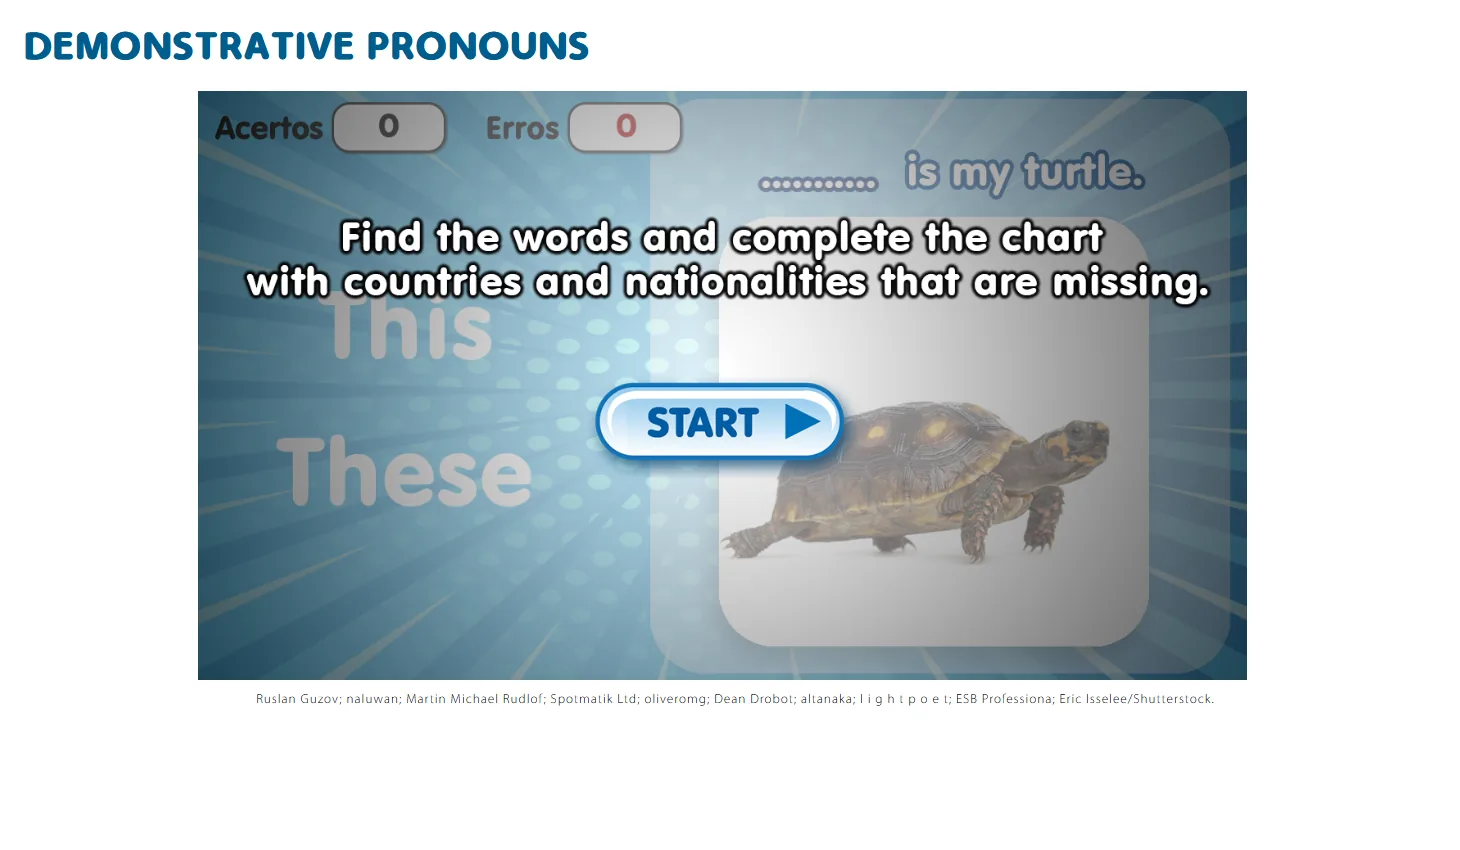 DEMONSTRATIVE PRONOUNS
Acertos 0 Erros 0
is my turtle.
Find the words and complete the chart
with countries and nationalities that are missing.
This
START
These
Ruslan Guzov; naluwan; Martin Michael Rudlof; Spotmatik Ltd; oliveromg; Dean Drobot; altanaka; l i g h t p o e t; ESB Professiona; Eric Isselee/Shutterstock.